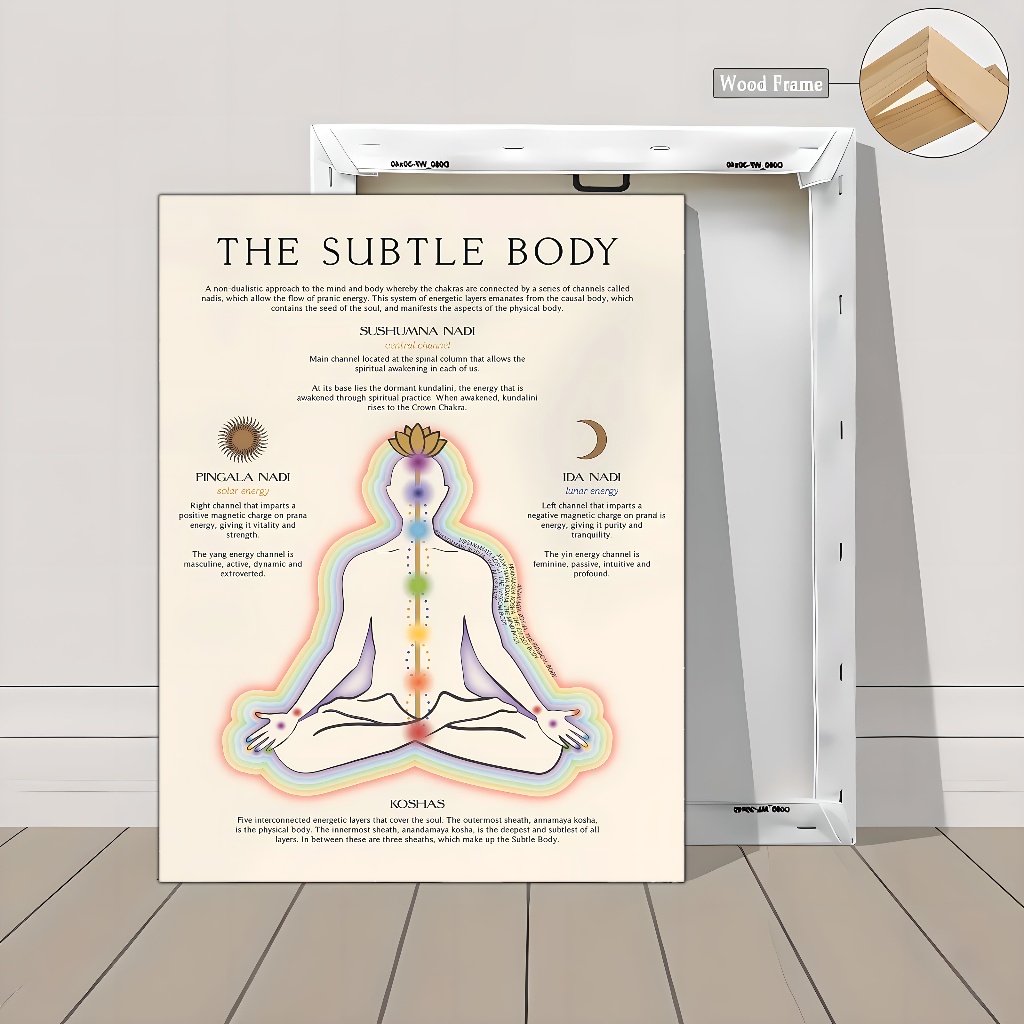 Wood Frame
THE SUBTLE BODY
A non-dualistic approach to the mind and body whereby the chakras are connected by a series of channels called
nadis, which allow the flow of pranic energy. This system of energetic layers emanates from the causal body, which
contains the seed of the soul, and manifests the aspects of the physical body.
SUSHUMNA NADI
central channel
Main channel located at the spinal column that allows the
spiritual awakening in each of us.
At its base lies the dormant kundalini, the energy that is
awakened through spiritual practice. When awakened, kundalini
rises to the Crown Chakra.
PINGALA NADI
solar energy
Right channel that imparts a
positive magnetic charge on prana
energy, giving it vitality and
strength.
The yang energy channel is
masculine, active, dynamic and
extroverted.
IDA NADI
lunar energy
Left channel that imparts a
negative magnetic charge on pranaid is
energy, giving it purity and
tranquility.
The yin energy channel is
feminine, passive, intuitive and
profound.
KOSHAS
Five interconnected energetic layers that cover the soul. The outermost sheath, annamaya kosha,
is the physical body. The innermost sheath, anandamaya kosha, is the deepest and subtlest of all
layers. In between these are three sheaths, which make up the Subtle Body.